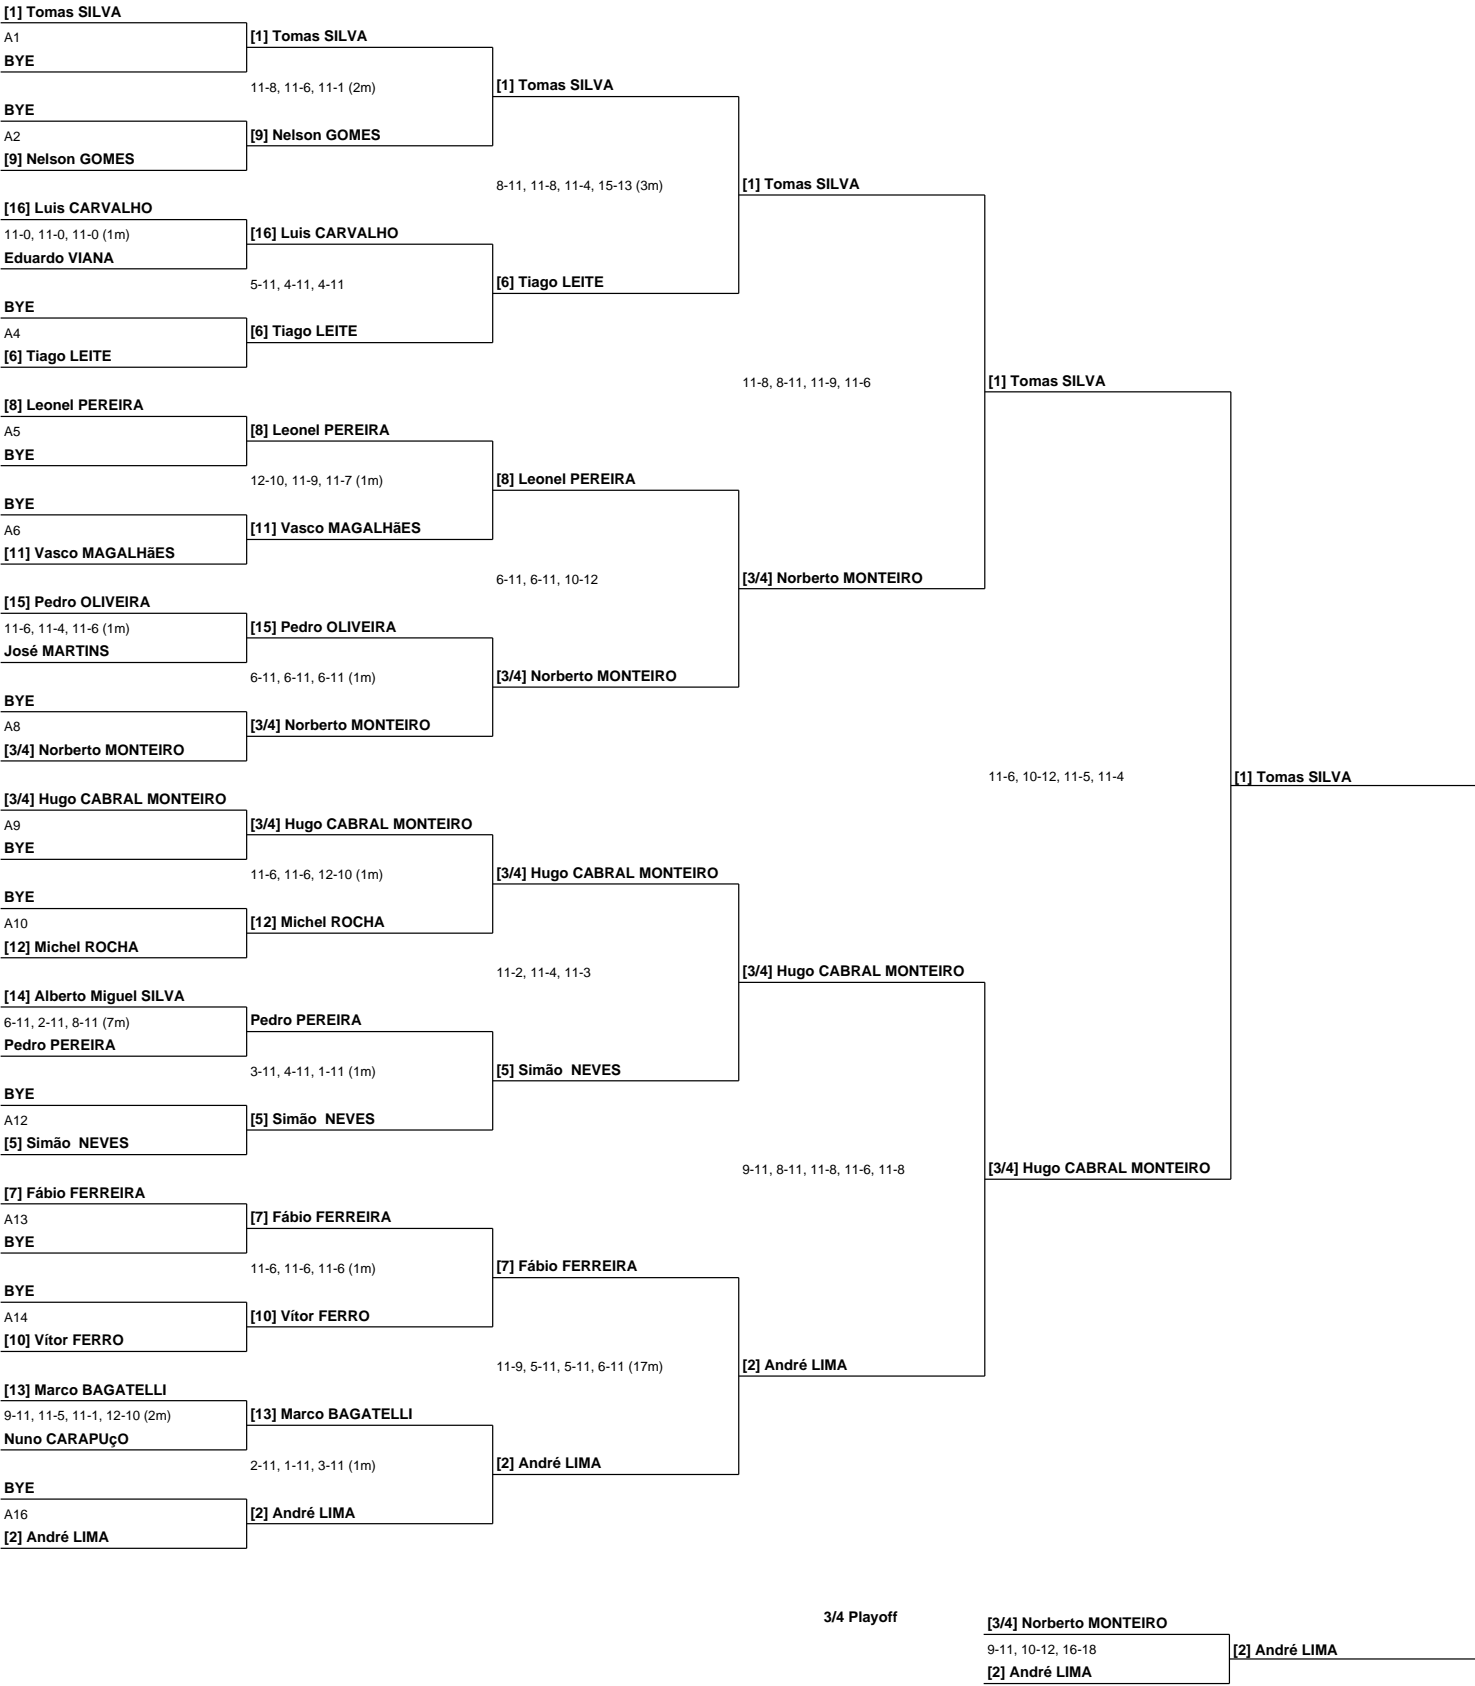 [1] Tomas SILVA
A1
BYE
BYE
A2
[9] Nelson GOMES
[16] Luis CARVALHO
11-0, 11-0, 11-0 (1m)
Eduardo VIANA
BYE
A4
[6] Tiago LEITE
[8] Leonel PEREIRA
A5
BYE
BYE
A6
[11] Vasco MAGALHãES
[15] Pedro OLIVEIRA
11-6, 11-4, 11-6 (1m)
José MARTINS
BYE
A8
[3/4] Norberto MONTEIRO
[3/4] Hugo CABRAL MONTEIRO
A9
BYE
BYE
A10
[12] Michel ROCHA
[14] Alberto Miguel SILVA
6-11, 2-11, 8-11 (7m)
Pedro PEREIRA
BYE
A12
[5] Simão  NEVES
[7] Fábio FERREIRA
A13
BYE
BYE
A14
[10] Vítor FERRO
[13] Marco BAGATELLI
9-11, 11-5, 11-1, 12-10 (2m)
Nuno CARAPUçO
BYE
A16
[2] André LIMA
[1] Tomas SILVA
11-8, 11-6, 11-1 (2m)
[9] Nelson GOMES
[16] Luis CARVALHO
5-11, 4-11, 4-11
[6] Tiago LEITE
[8] Leonel PEREIRA
12-10, 11-9, 11-7 (1m)
[11] Vasco MAGALHãES
[15] Pedro OLIVEIRA
6-11, 6-11, 6-11 (1m)
[3/4] Norberto MONTEIRO
[3/4] Hugo CABRAL MONTEIRO
11-6, 11-6, 12-10 (1m)
[12] Michel ROCHA
Pedro PEREIRA
3-11, 4-11, 1-11 (1m)
[5] Simão  NEVES
[7] Fábio FERREIRA
11-6, 11-6, 11-6 (1m)
[10] Vítor FERRO
[13] Marco BAGATELLI
2-11, 1-11, 3-11 (1m)
[2] André LIMA
[1] Tomas SILVA
8-11, 11-8, 11-4, 15-13 (3m)
[6] Tiago LEITE
[8] Leonel PEREIRA
6-11, 6-11, 10-12
[3/4] Norberto MONTEIRO
[3/4] Hugo CABRAL MONTEIRO
11-2, 11-4, 11-3
[5] Simão  NEVES
[7] Fábio FERREIRA
11-9, 5-11, 5-11, 6-11 (17m)
[2] André LIMA
[1] Tomas SILVA
11-8, 8-11, 11-9, 11-6
[3/4] Norberto MONTEIRO
[3/4] Hugo CABRAL MONTEIRO
9-11, 8-11, 11-8, 11-6, 11-8
[2] André LIMA
[1] Tomas SILVA
11-6, 10-12, 11-5, 11-4
[3/4] Hugo CABRAL MONTEIRO
[1] Tomas SILVA
3/4 Playoff
[3/4] Norberto MONTEIRO
9-11, 10-12, 16-18
[2] André LIMA
[2] André LIMA